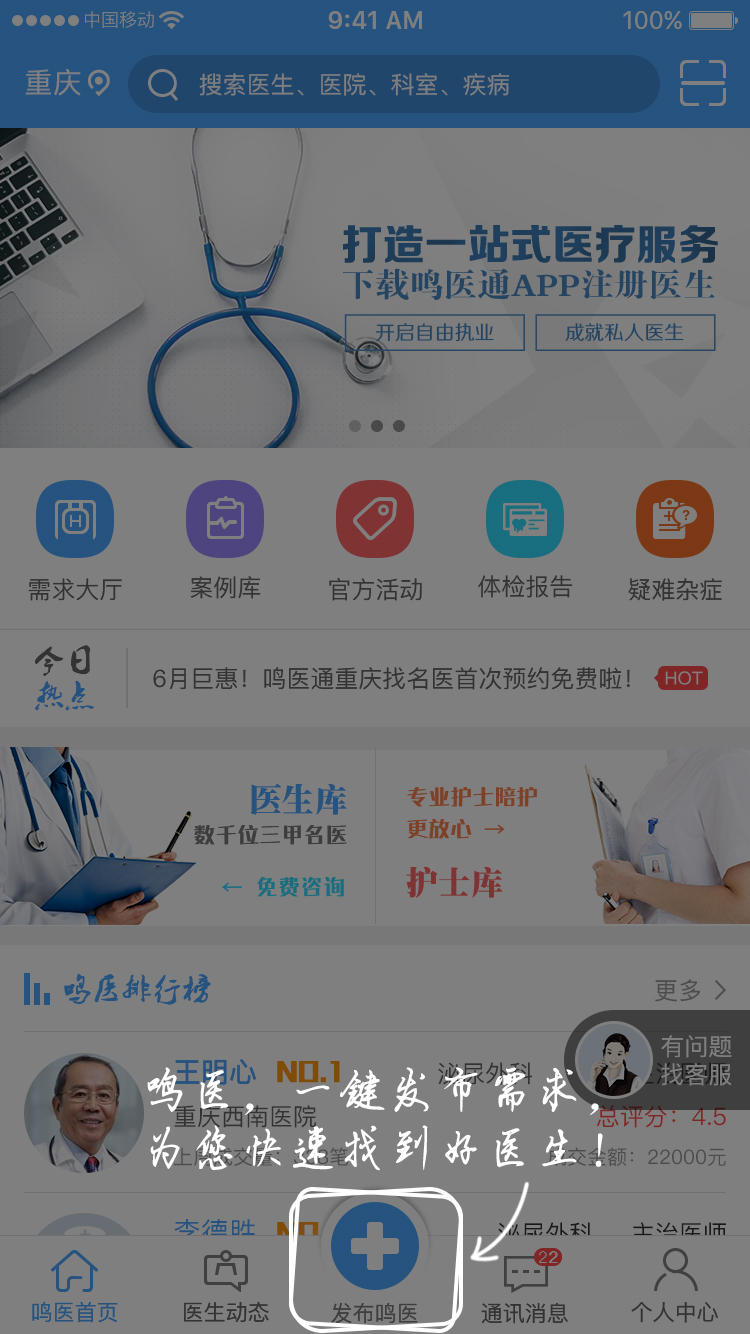 中国移动 9:41 AM 100%
重庆 搜索医生、医院、科室、疾病
打造一站式医疗服务
下载鸣医通APP注册医生
开启自由执业 成就私人医生
需求大厅 案例库 官方活动 体检报告 疑难杂症
今日
热点
6月巨惠！鸣医通重庆找名医首次预约免费啦！ HOT
医生库
数千位三甲名医
← 免费咨询
专业护士陪护
更放心 →
护士库
鸣医排行榜 更多
有问题
找客服
王明心 NO.1 泌尿外科
鸣医，一键发布需求，
重庆西南医院 总评分：4.5
为您快速找到好医生！
交金额：22000元
李德胜 NO. 泌尿外科 主治医师
22
鸣医首页 医生动态 发布鸣医 通讯消息 个人中心